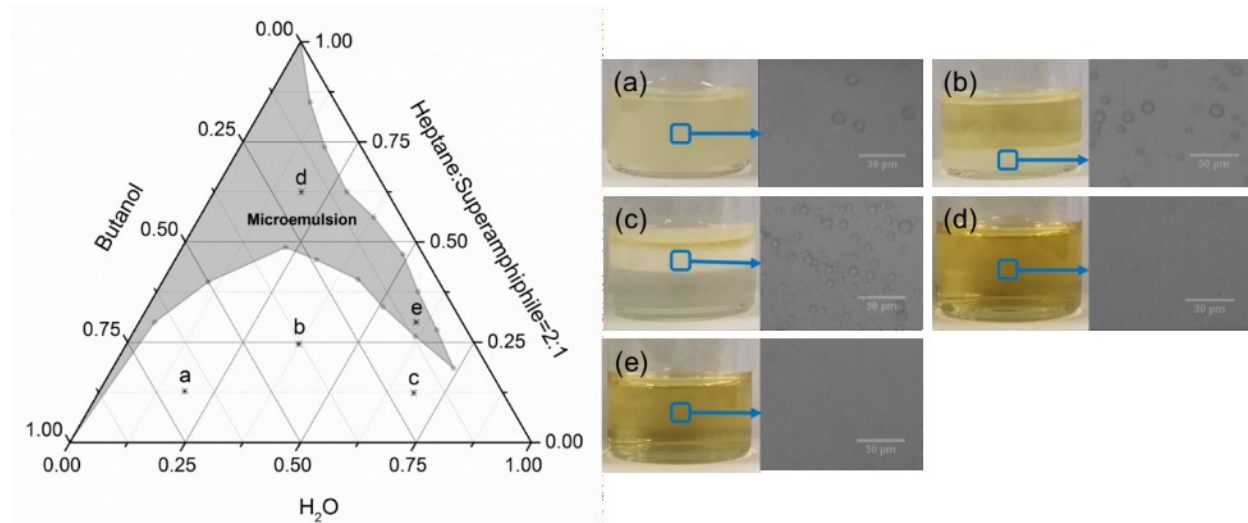 0.00
1.00
0.25
0.75
d
Microemulsion
Butanol
Heptane:Superamphiphile=2:1
0.50
0.50
e
0.75
b
0.25
a
c
1.00
0.00
0.00
0.25
0.50
0.75
1.00
H₂O
(a)
30 µm
(b)
30 µm
(c)
30 µm
(d)
30 µm
(e)
30 µm